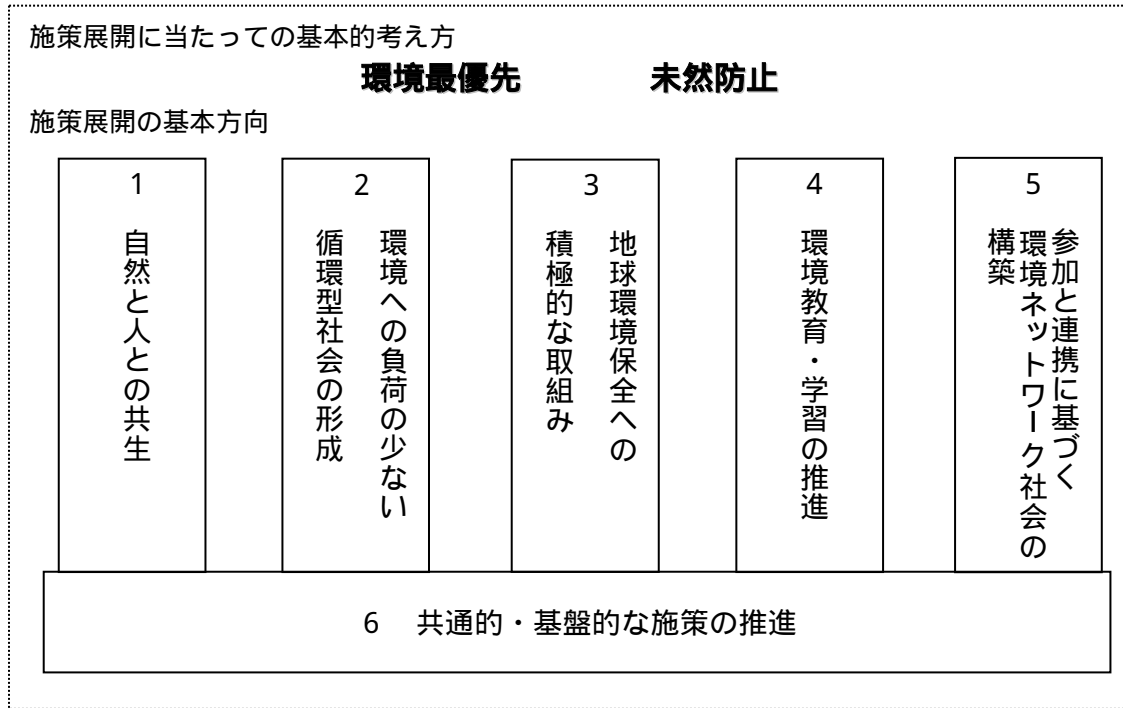 施策展開に当たっての基本的考え方
環境最優先　　未然防止
施策展開の基本方向
1
自然と人との共生
2
環境への負荷の少ない
循環型社会の形成
3
地球環境保全への
積極的な取組み
4
環境教育・学習の推進
5
参加と連携に基づく
環境ネットワーク社会の
構築
6　共通的・基盤的な施策の推進